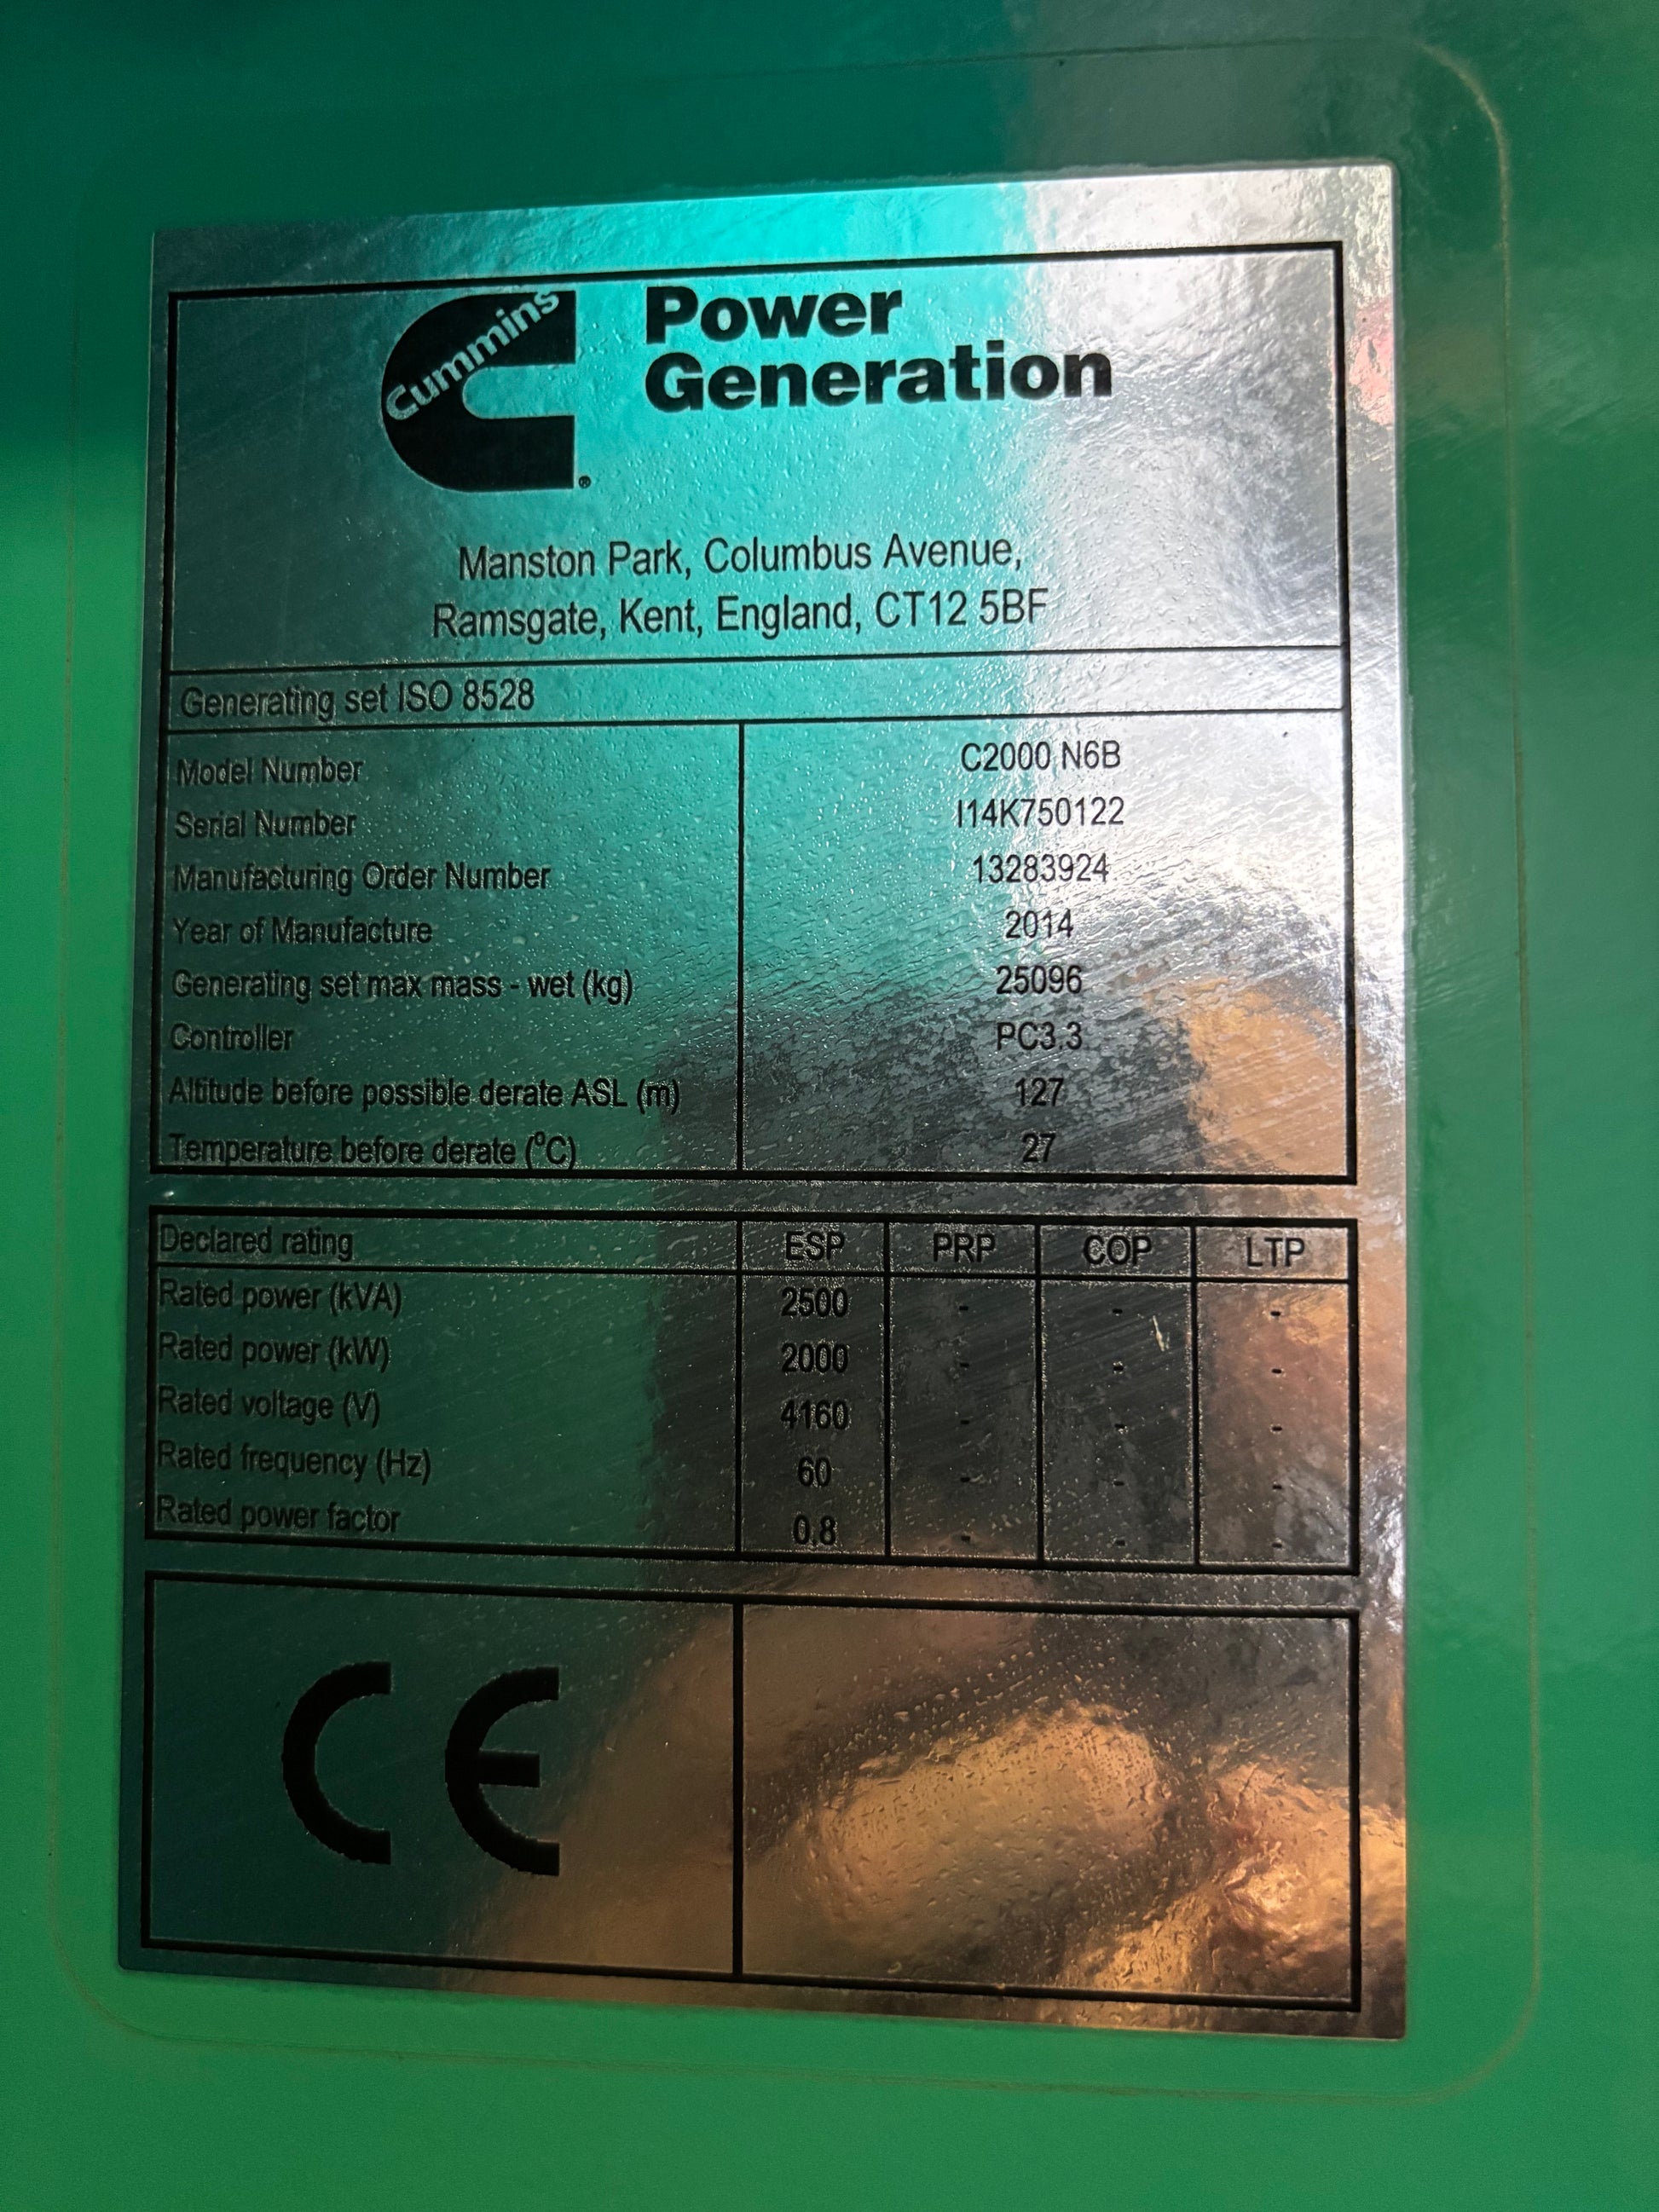 Cummins
Power
Generation
®
Manston Park, Columbus Avenue,
Ramsgate, Kent, England, CT12 5BF
Generating set ISO 8528
Model Number C2000 N6B
Serial Number I14K750122
Manufacturing Order Number 13283924
Year of Manufacture 2014
Generating set max mass - wet (kg) 25096
Controller PC3.3
Altitude before possible derate ASL (m) 127
Temperature before derate (°C) 27
Declared rating ESP PRP COP LTP
Rated power (kVA) 2500 - - -
Rated power (kW) 2000 - - -
Rated voltage (V) 4160 - - -
Rated frequency (Hz) 60 - - -
Rated power factor 0.8 - - -
CE